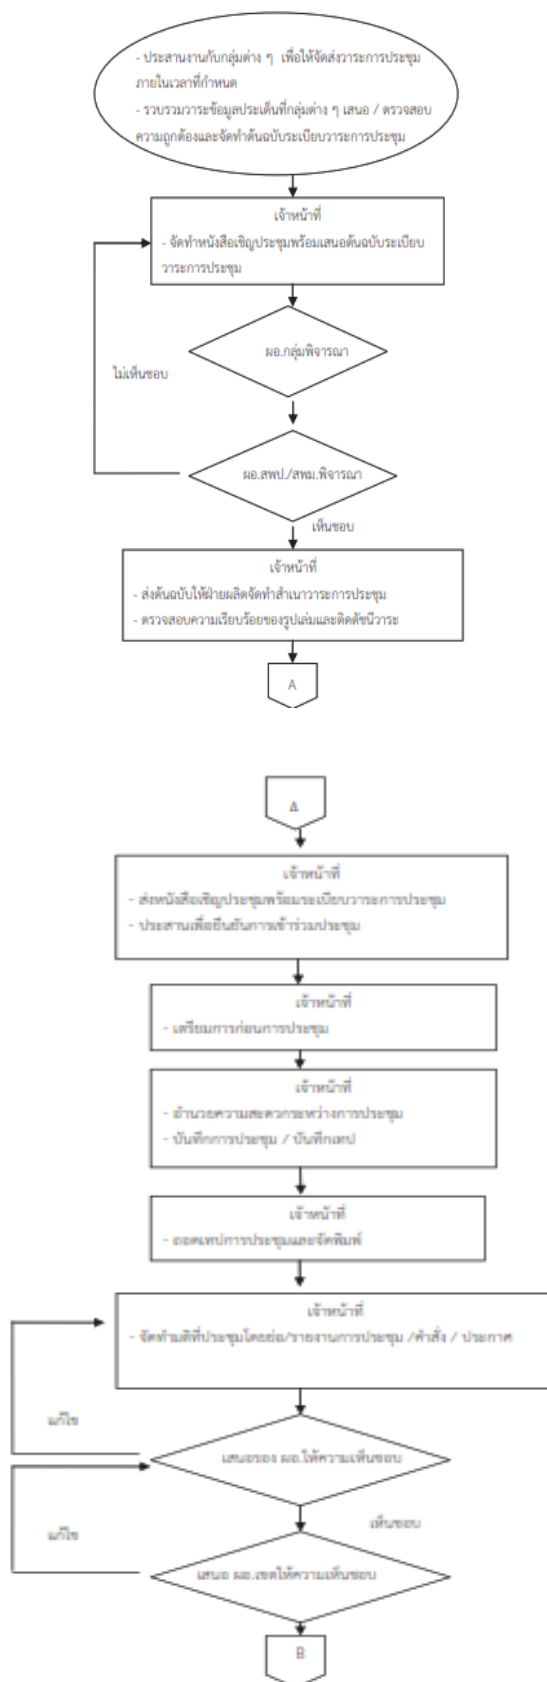 - ประสานงานกับกลุ่มต่าง ๆ เพื่อให้จัดส่งวาระการประชุม
ภายในเวลาที่กำหนด
- รวบรวมวาระข้อมูลประเด็นที่กลุ่มต่าง ๆ เสนอ / ตรวจสอบ
ความถูกต้องและจัดทำต้นฉบับระเบียบวาระการประชุม
เจ้าหน้าที่
- จัดทำหนังสือเชิญประชุมพร้อมเสนอต้นฉบับระเบียบ
วาระการประชุม
ผอ.กลุ่มพิจารณา
ไม่เห็นชอบ
ผอ.สพป./สพม.พิจารณา
เห็นชอบ
เจ้าหน้าที่
- ส่งต้นฉบับให้ฝ่ายผลิตจัดทำสำเนาวาระการประชุม
- ตรวจสอบความเรียบร้อยของรูปเล่มและติดดัชนีวาระ
A
A
เจ้าหน้าที่
- ส่งหนังสือเชิญประชุมพร้อมระเบียบวาระการประชุม
- ประสานเพื่อยืนยันการเข้าร่วมประชุม
เจ้าหน้าที่
- เตรียมการก่อนการประชุม
เจ้าหน้าที่
- อำนวยความสะดวกระหว่างการประชุม
- บันทึกการประชุม / บันทึกเทป
เจ้าหน้าที่
- ถอดเทปการประชุมและจัดพิมพ์
เจ้าหน้าที่
- จัดทำมติที่ประชุมโดยย่อ/รายงานการประชุม /คำสั่ง / ประกาศ
แก้ไข
เสนอรอง ผอ.ให้ความเห็นชอบ
เห็นชอบ
แก้ไข
เสนอ ผอ.เขตให้ความเห็นชอบ
B